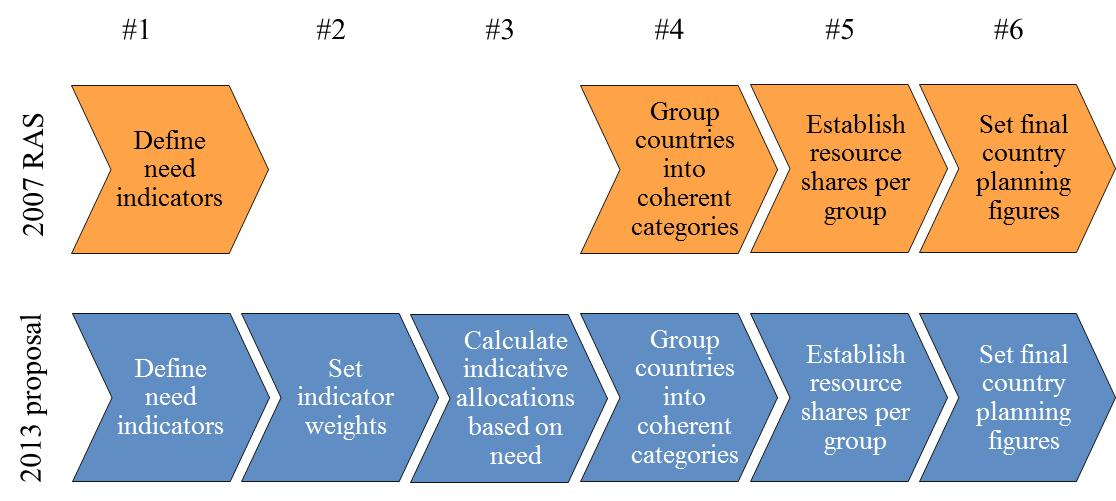 #1 #2 #3 #4 #5 #6
2007 RAS
Define
need
indicators
Group
countries
into
coherent
categories
Establish
resource
shares per
group
Set final
country
planning
figures
2013 proposal
Define
need
indicators
Set
indicator
weights
Calculate
indicative
allocations
based on
need
Group
countries
into
coherent
categories
Establish
resource
shares per
group
Set final
country
planning
figures